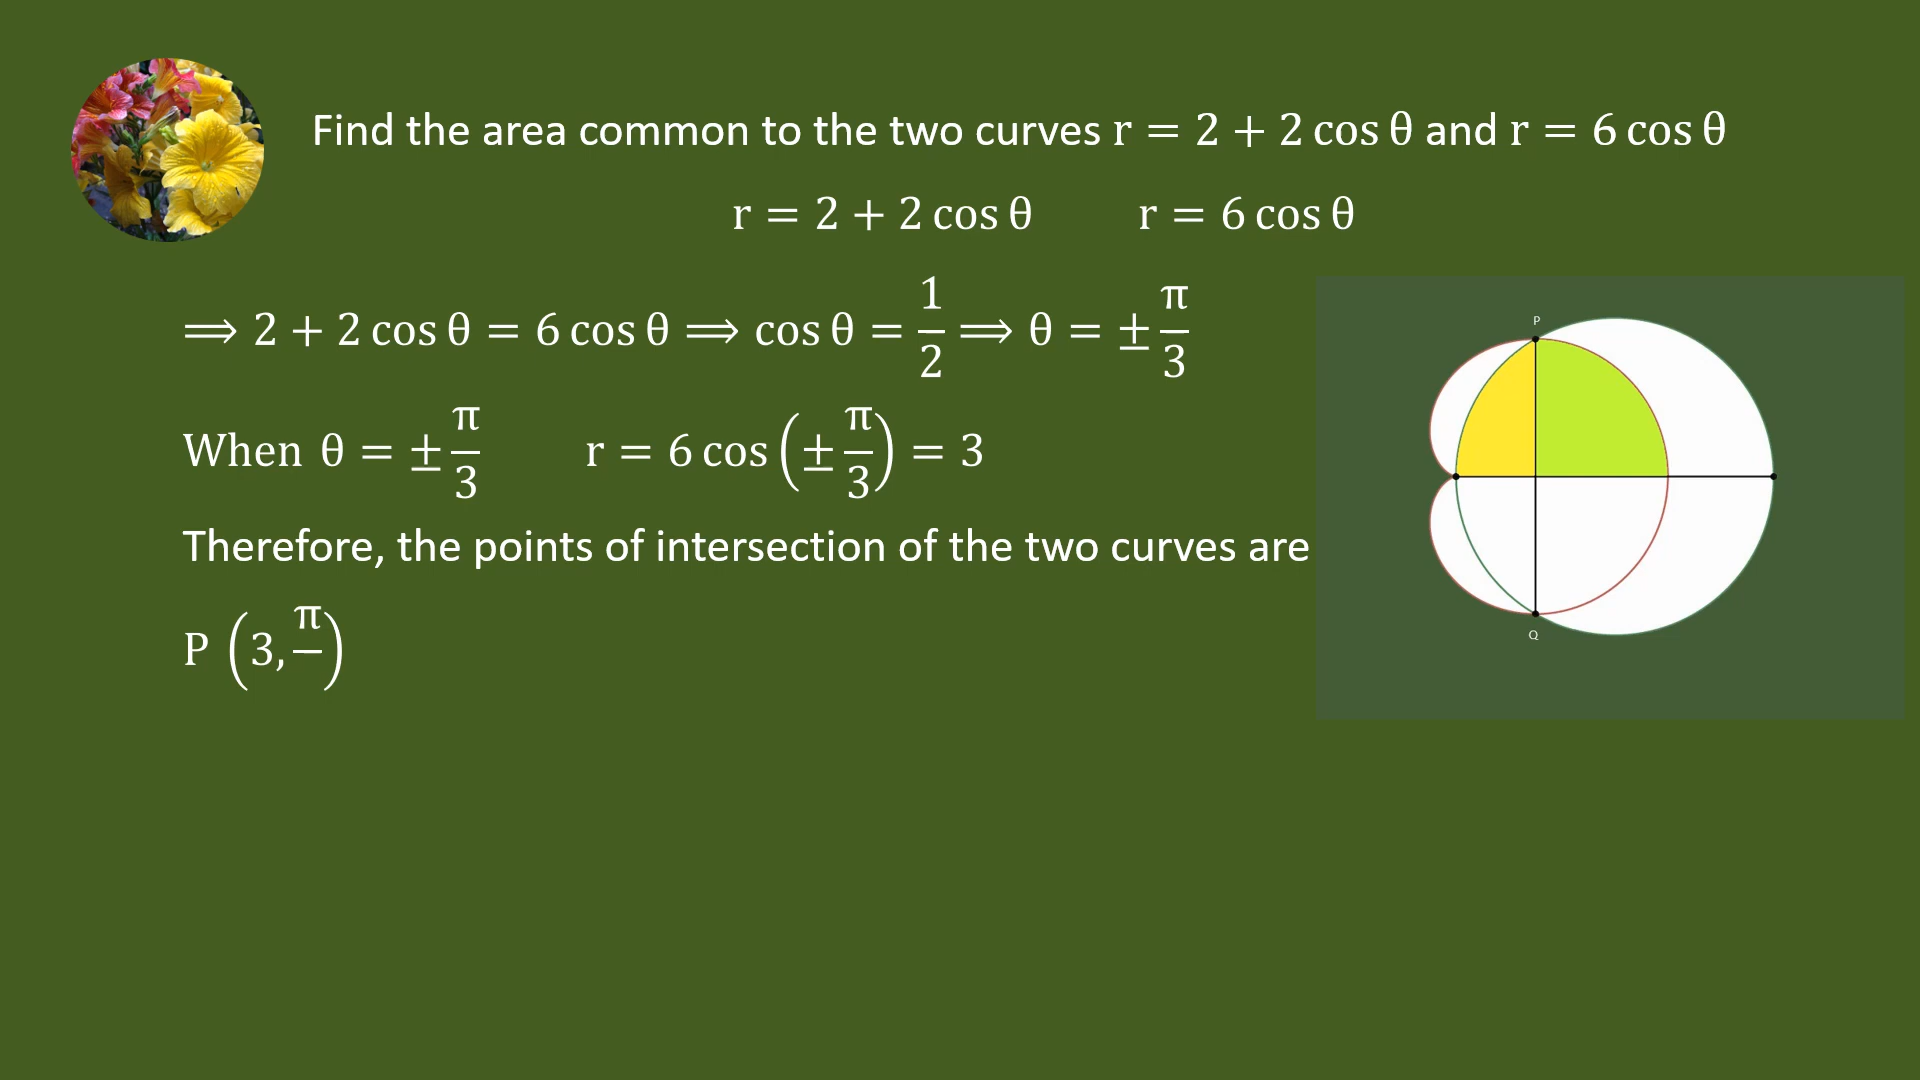 Find the area common to the two curves r = 2 + 2 cos θ and r = 6 cos θ
r = 2 + 2 cos θ r = 6 cos θ
⟹ 2 + 2 cos θ = 6 cos θ ⟹ cos θ = 1/2 ⟹ θ = ± π/3
When θ = ± π/3 r = 6 cos (± π/3) = 3
Therefore, the points of intersection of the two curves are
P (3, π/ )
P
Q